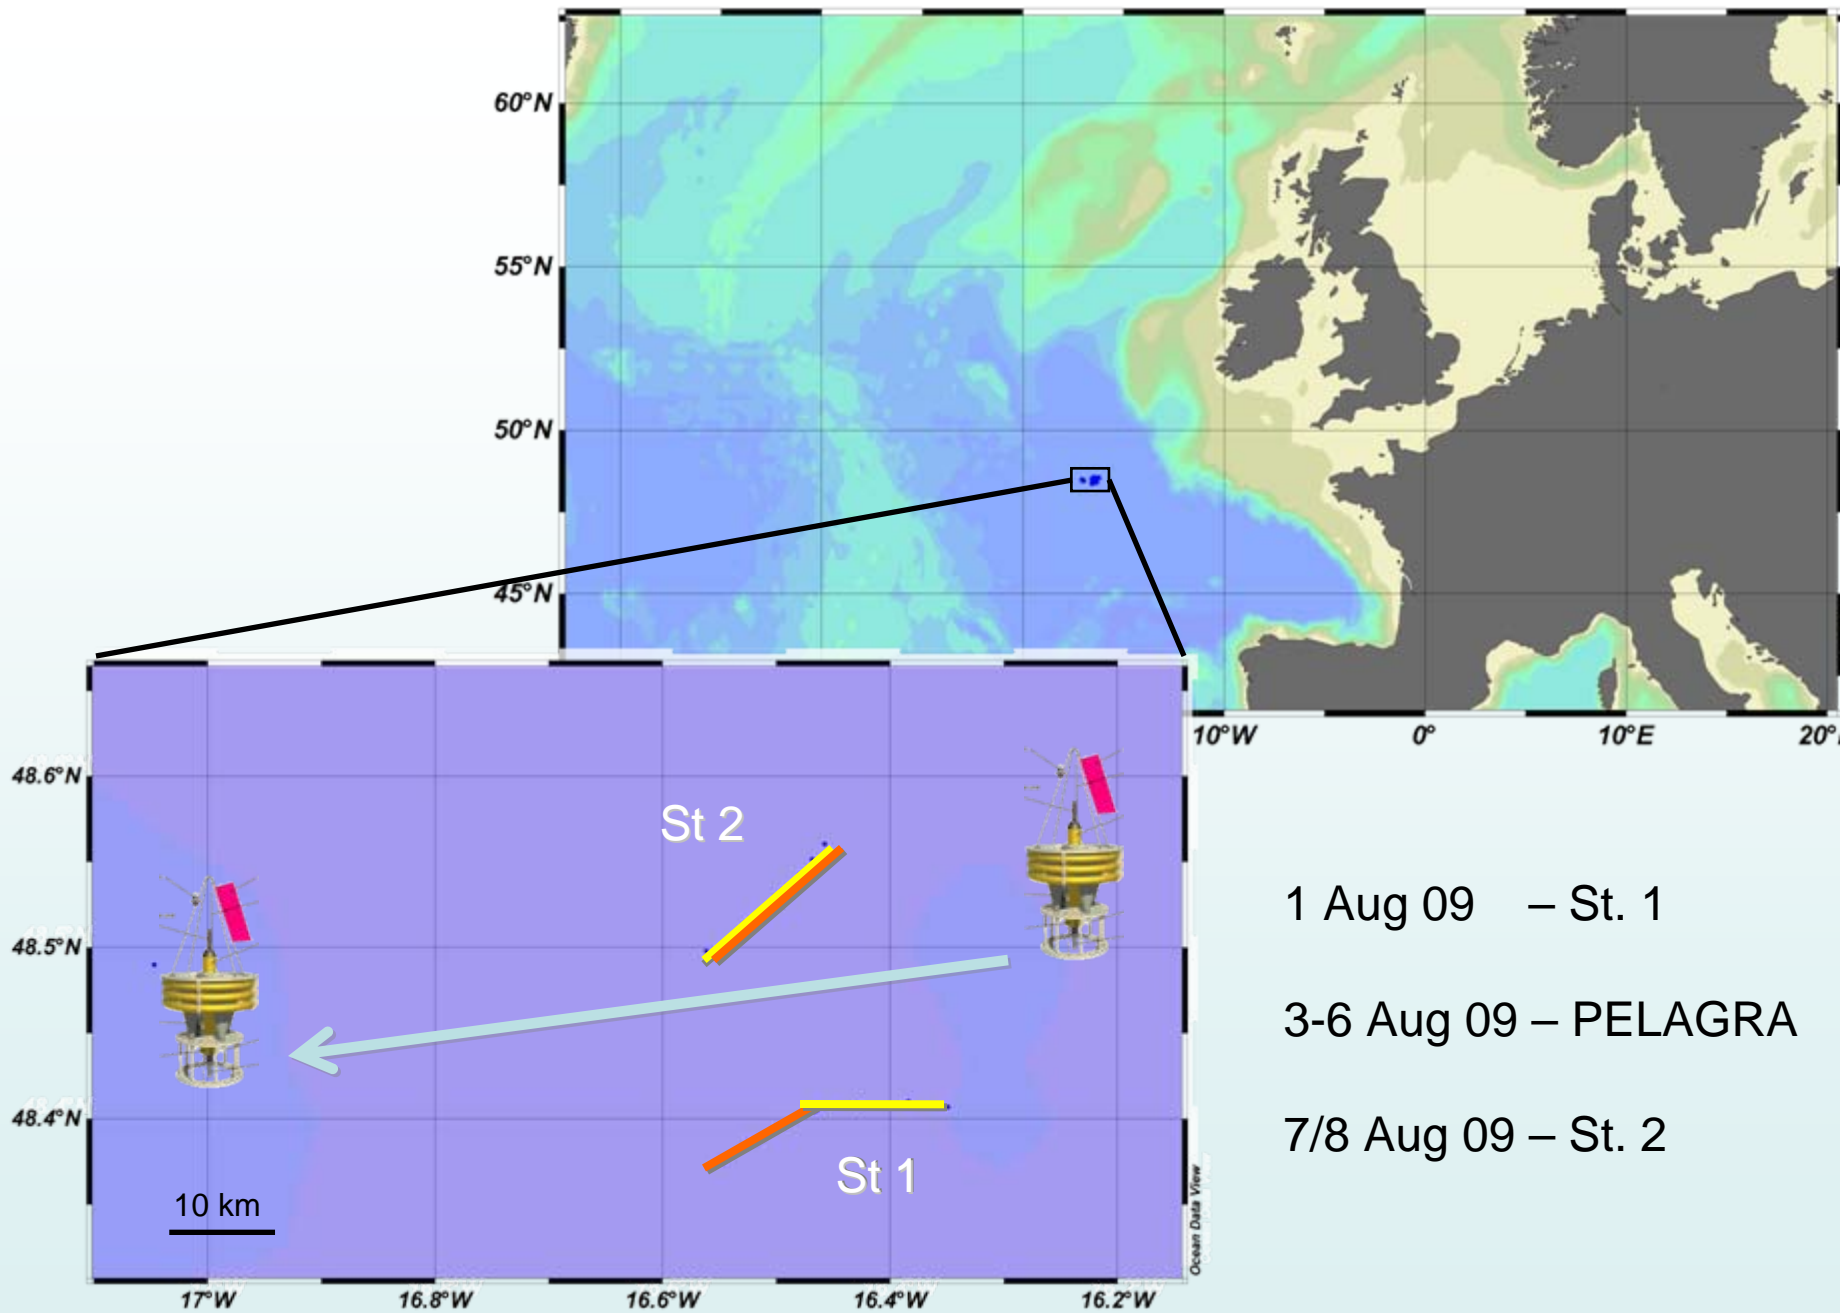 60°N
55°N
50°N
45°N
10°W
0°
10°E
48.6°N
48.5°N
48.4°N
St 2
St 1
10 km
17°W
16.8°W
16.6°W
16.4°W
16.2°W
Ocean Data View
1 Aug 09 – St. 1
3-6 Aug 09 – PELAGRA
7/8 Aug 09 – St. 2